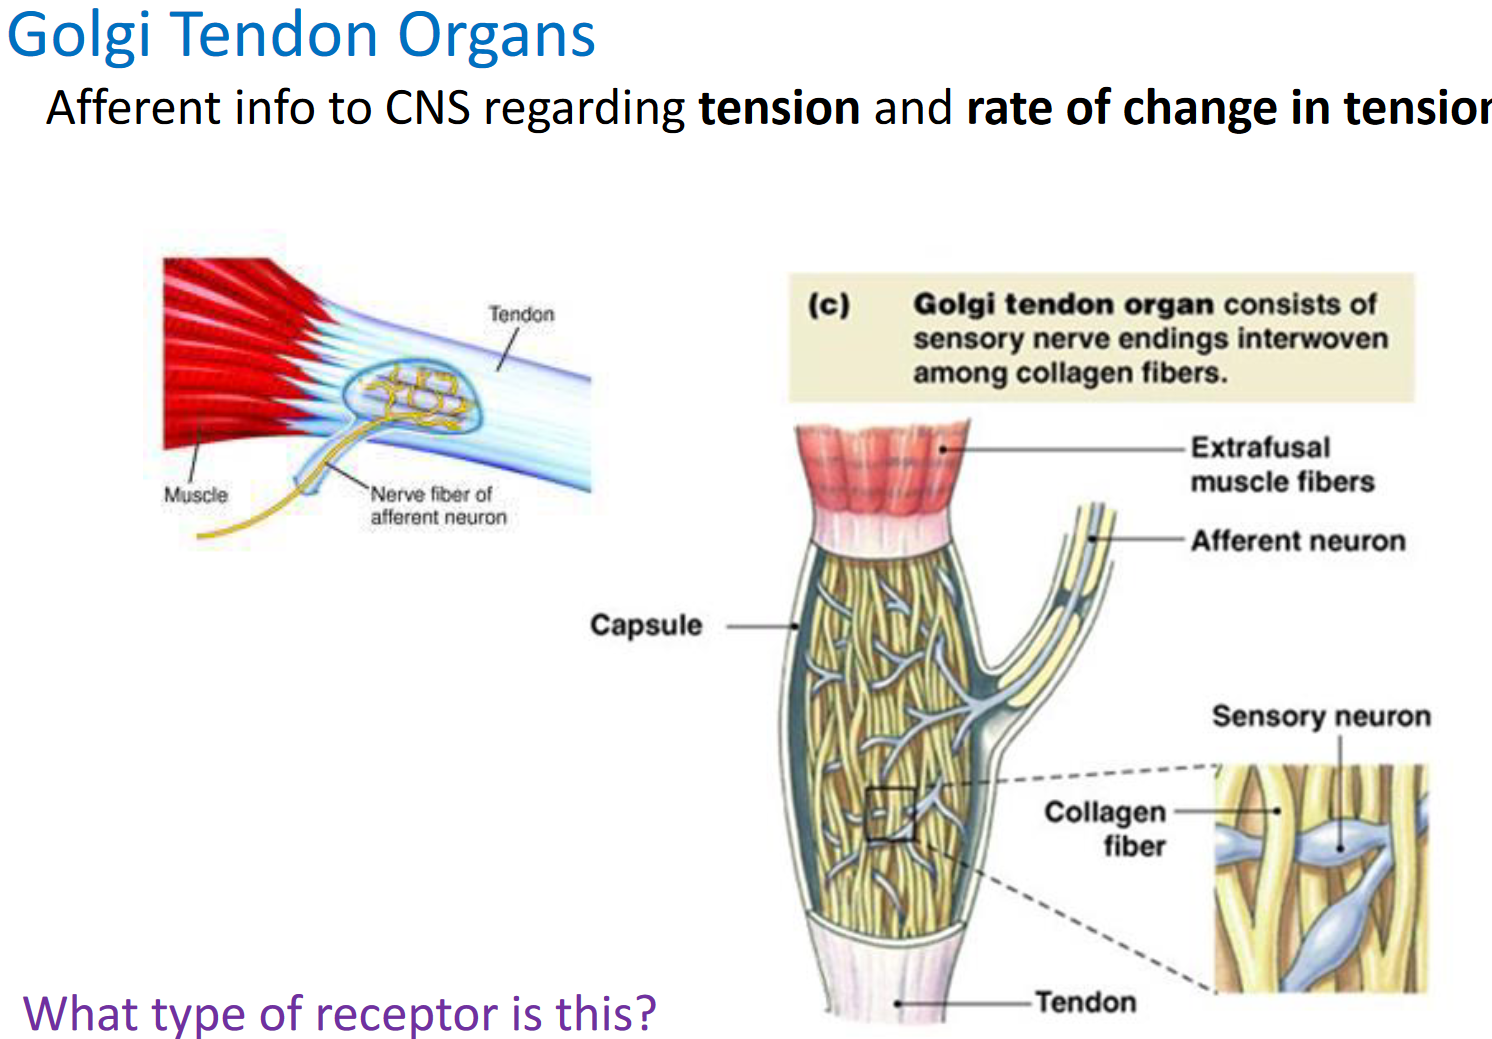 Golgi Tendon Organs
Afferent info to CNS regarding tension and rate of change in tension
Tendon
Muscle
Nerve fiber of
afferent neuron
(c) Golgi tendon organ consists of
sensory nerve endings interwoven
among collagen fibers.
Extrafusal
muscle fibers
Afferent neuron
Capsule
Sensory neuron
Collagen
fiber
Tendon
What type of receptor is this?